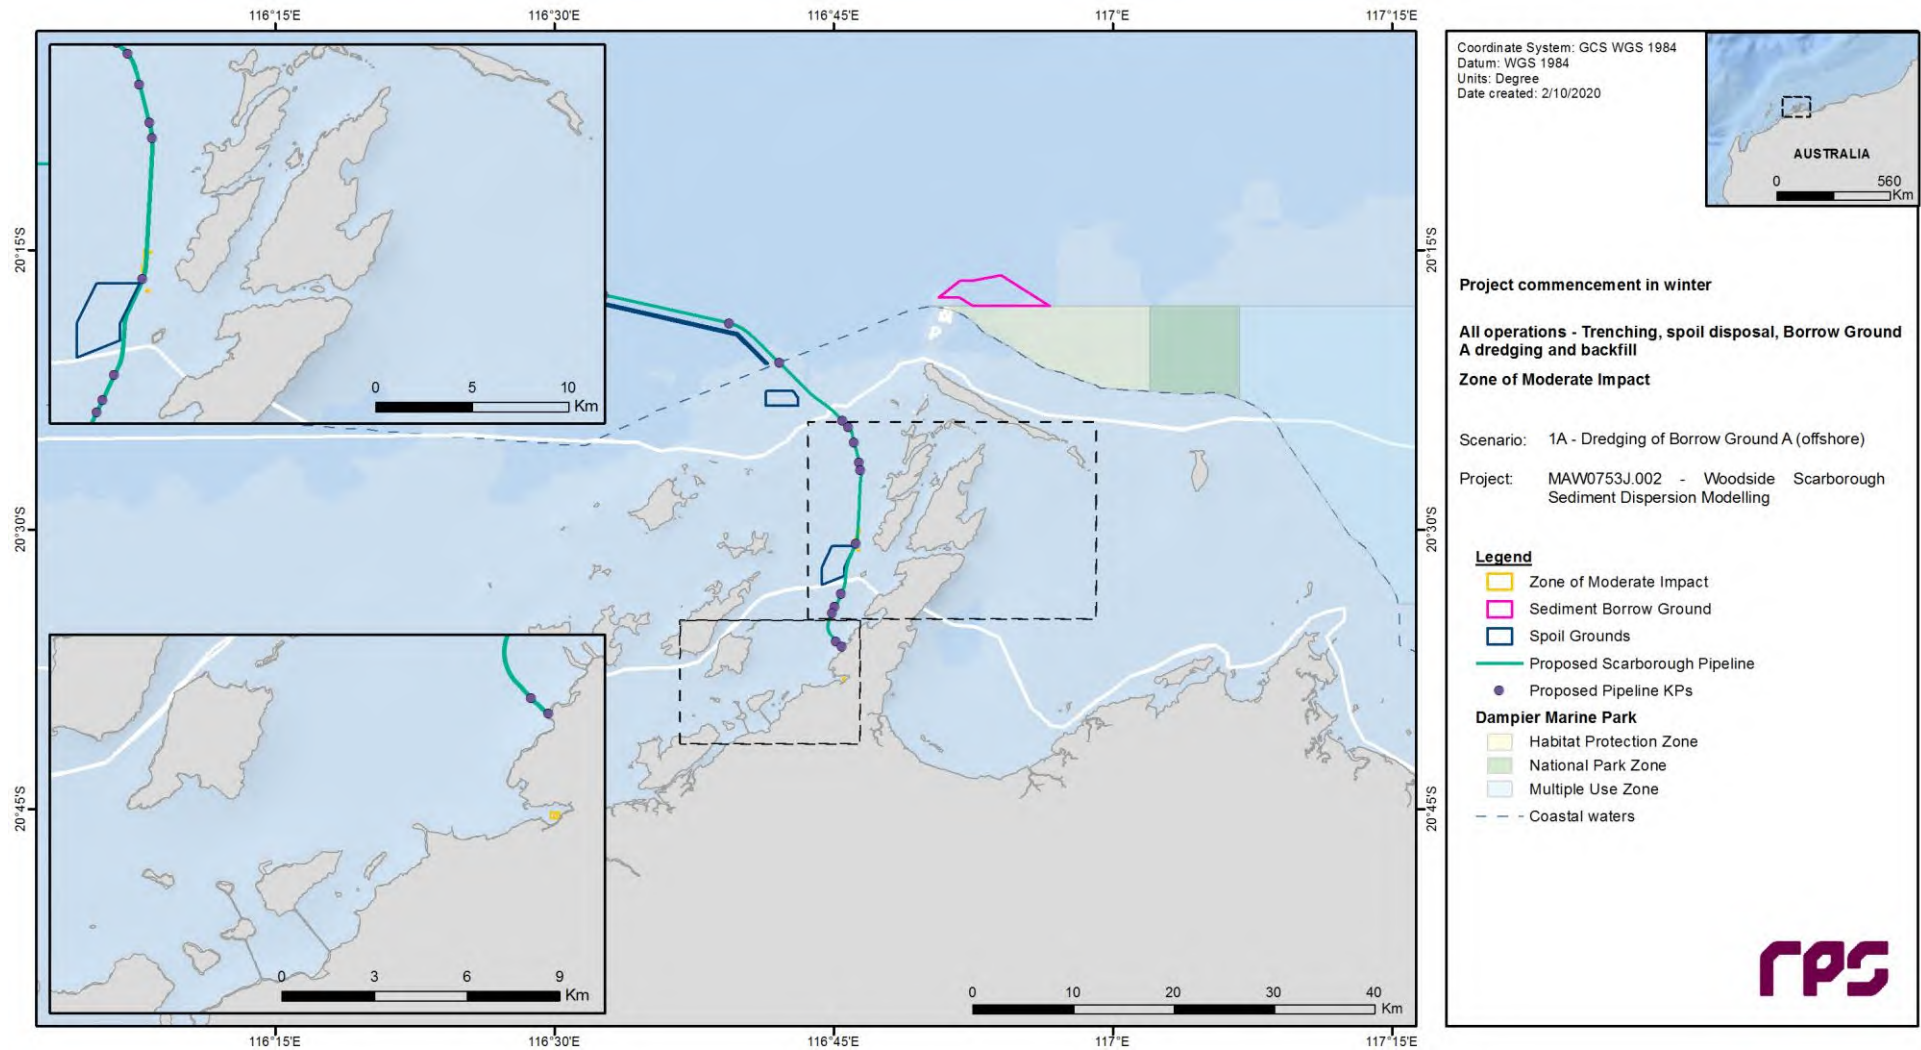 116°15'E
116°30'E
116°45'E
117°E
117°15'E
20°15'S
20°30'S
20°45'S
0 5 10
Km
0 3 6 9
Km
0 10 20 30 40
Km
20°15'S
20°30'S
20°45'S
116°15'E
116°30'E
116°45'E
117°E
117°15'E
Coordinate System: GCS WGS 1984
Datum: WGS 1984
Units: Degree
Date created: 2/10/2020
AUSTRALIA
0 560
Km
Project commencement in winter
All operations - Trenching, spoil disposal, Borrow Ground
A dredging and backfill
Zone of Moderate Impact
Scenario: 1A - Dredging of Borrow Ground A (offshore)
Project: MAW0753J.002 - Woodside Scarborough
Sediment Dispersion Modelling
Legend
Zone of Moderate Impact
Sediment Borrow Ground
Spoil Grounds
Proposed Scarborough Pipeline
Proposed Pipeline KPs
Dampier Marine Park
Habitat Protection Zone
National Park Zone
Multiple Use Zone
Coastal waters
rps